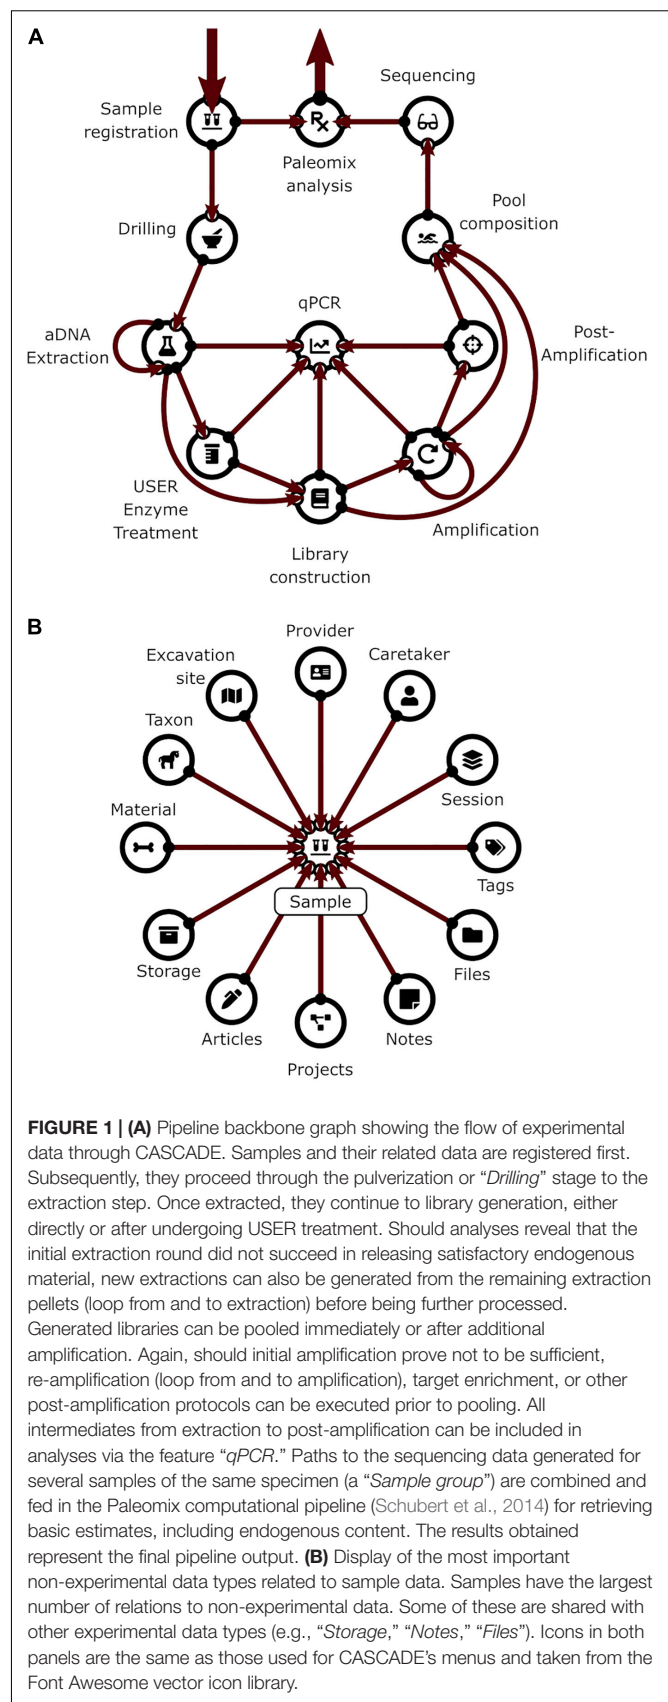 A
Sequencing
Sample
registration
Paleomix
analysis
Pool
composition
Drilling
qPCR
aDNA
Extraction
Post-
Amplification
USER
Enzyme
Treatment
Amplification
Library
construction
B
Provider
Excavation
site
Caretaker
Taxon
Session
Material
Tags
Sample
Storage
Files
Articles
Notes
Projects
FIGURE 1 | (A) Pipeline backbone graph showing the flow of experimental
data through CASCADE. Samples and their related data are registered first.
Subsequently, they proceed through the pulverization or “Drilling” stage to the
extraction step. Once extracted, they continue to library generation, either
directly or after undergoing USER treatment. Should analyses reveal that the
initial extraction round did not succeed in releasing satisfactory endogenous
material, new extractions can also be generated from the remaining extraction
pellets (loop from and to extraction) before being further processed.
Generated libraries can be pooled immediately or after additional
amplification. Again, should initial amplification prove not to be sufficient,
re-amplification (loop from and to amplification), target enrichment, or other
post-amplification protocols can be executed prior to pooling. All
intermediates from extraction to post-amplification can be included in
analyses via the feature “qPCR.” Paths to the sequencing data generated for
several samples of the same specimen (a “Sample group”) are combined and
fed in the Paleomix computational pipeline (Schubert et al., 2014) for retrieving
basic estimates, including endogenous content. The results obtained
represent the final pipeline output. (B) Display of the most important
non-experimental data types related to sample data. Samples have the largest
number of relations to non-experimental data. Some of these are shared with
other experimental data types (e.g., “Storage,” “Notes,” “Files”). Icons in both
panels are the same as those used for CASCADE’s menus and taken from the
Font Awesome vector icon library.